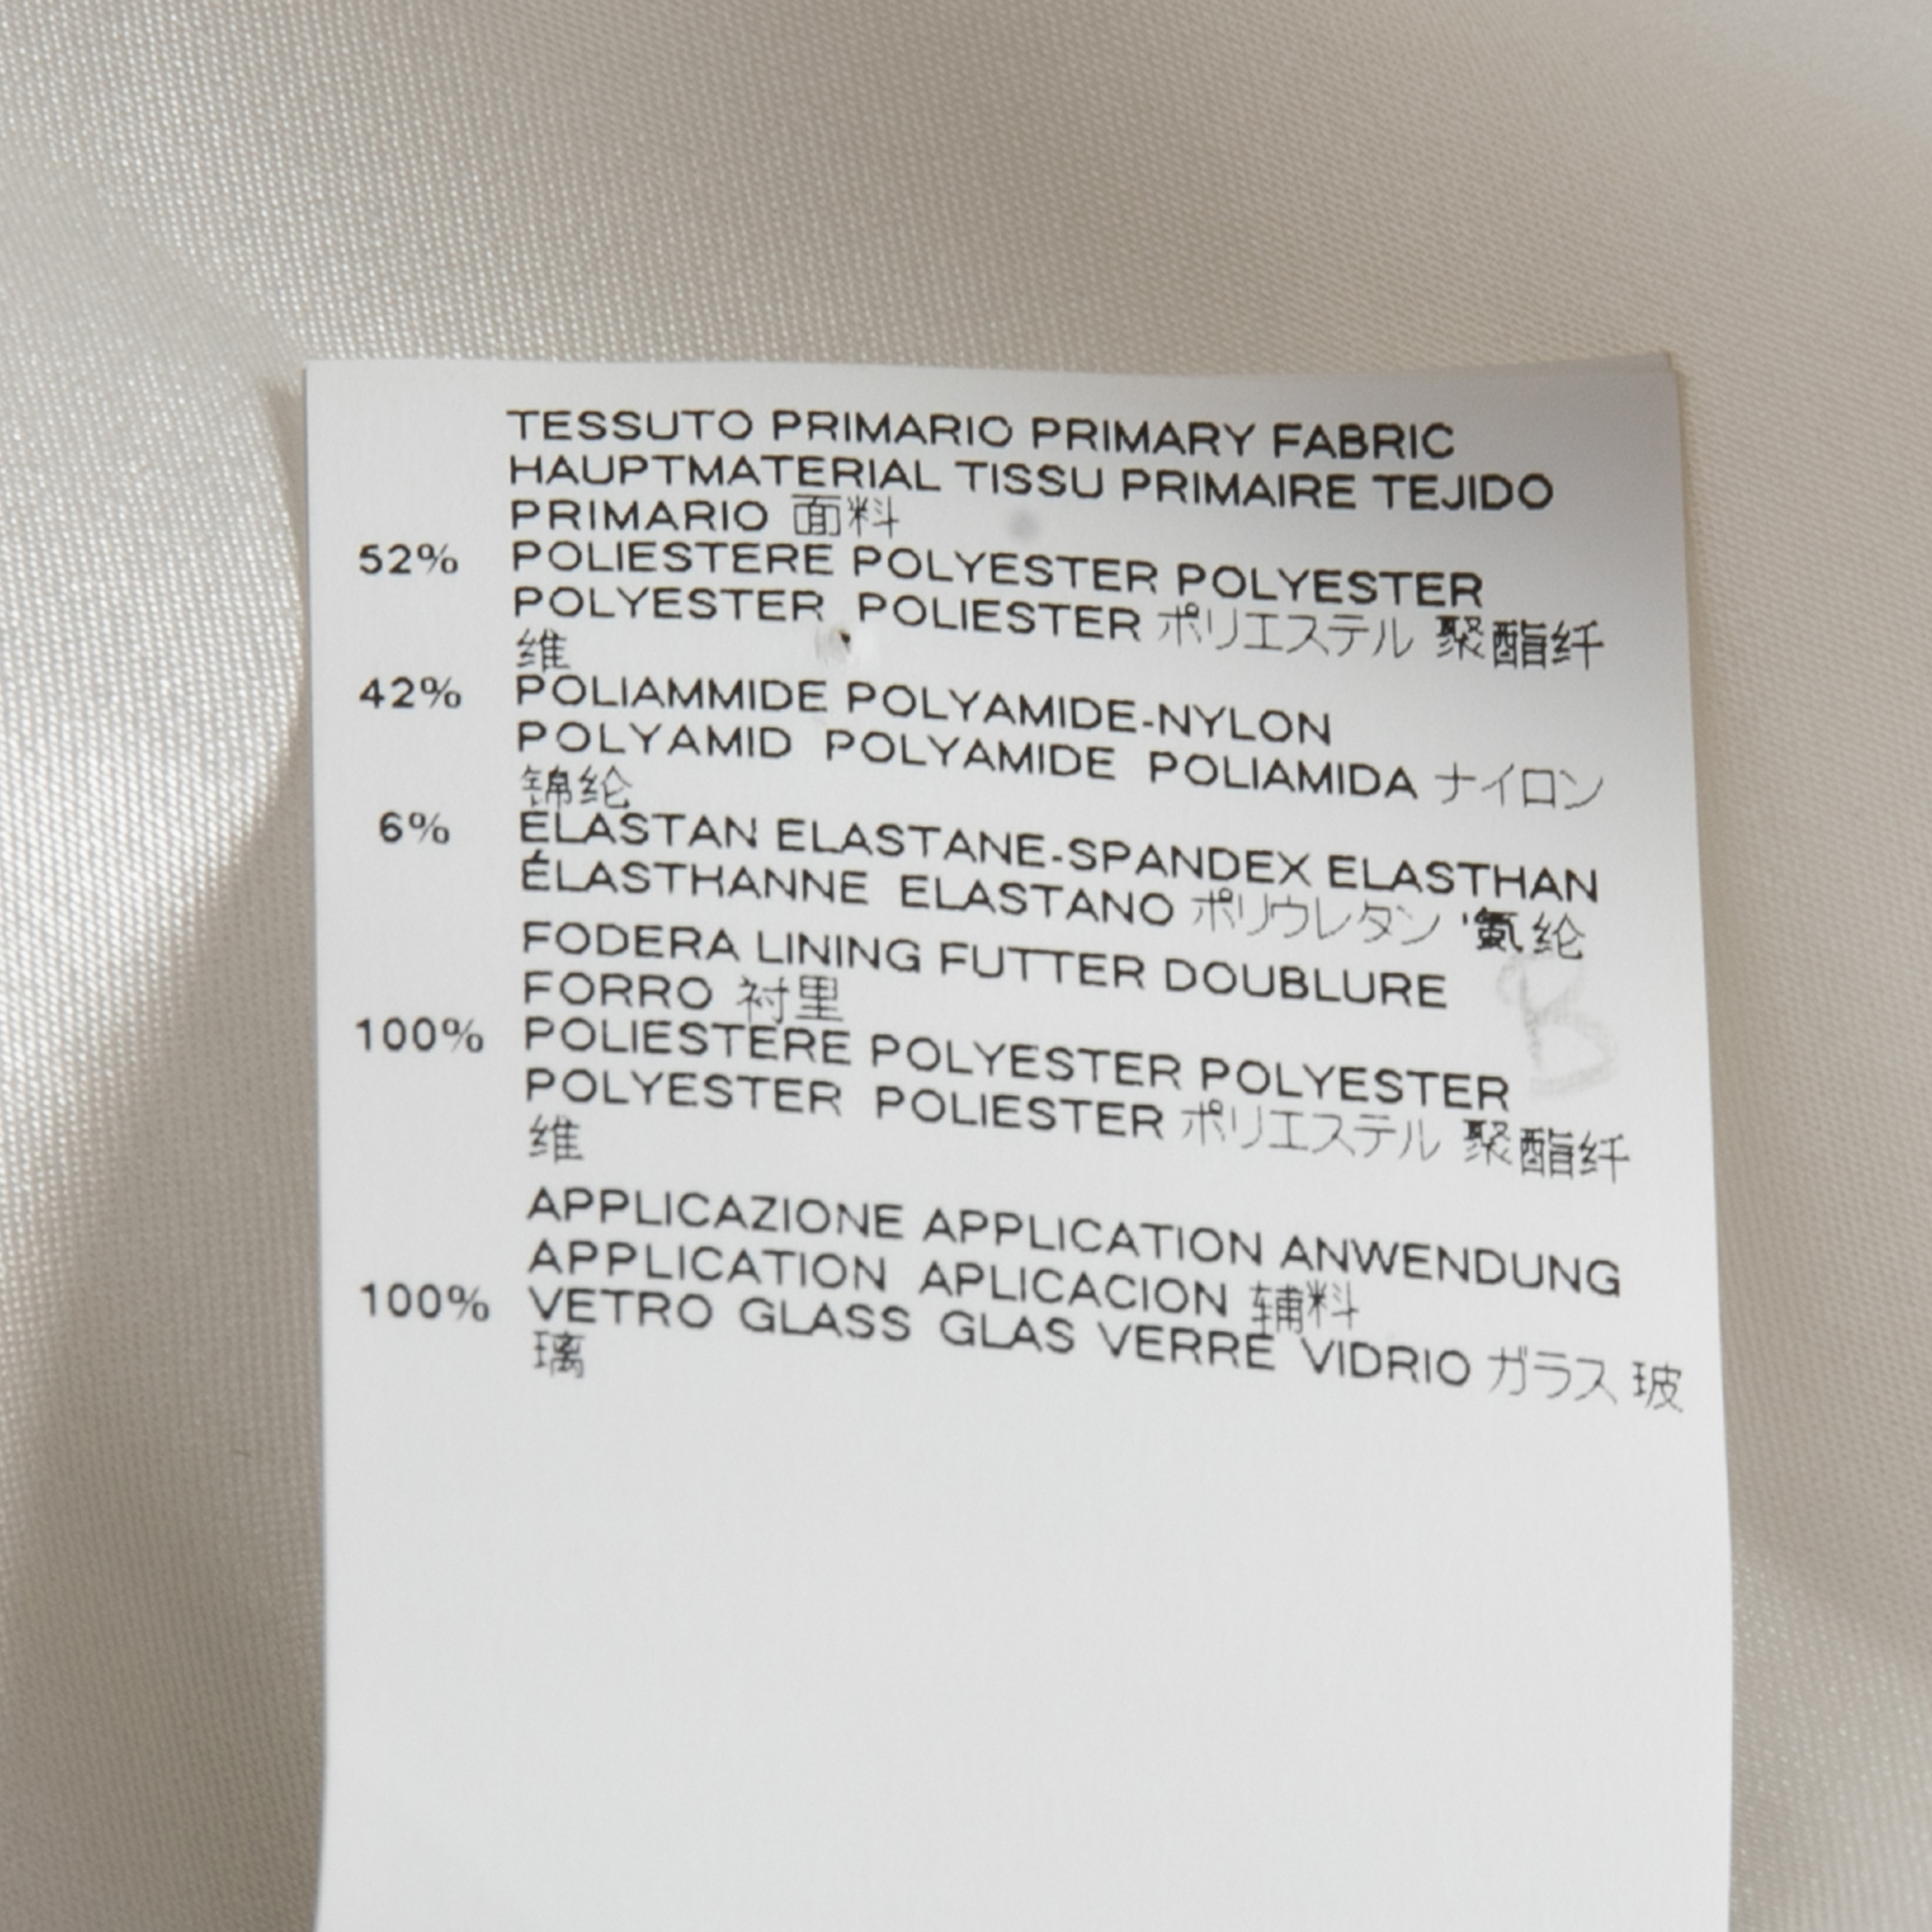 TESSUTO PRIMARIO PRIMARY FABRIC
HAUPTMATERIAL TISSU PRIMAIRE TEJIDO
PRIMARIO 面料
52% POLIESTERE POLYESTER POLYESTER
POLYESTER POLIESTER ポリエステル 聚酯纤
维
42% POLIAMMIDE POLYAMIDE-NYLON
POLYAMID POLYAMIDE POLIAMIDA ナイロン
锦纶
6% ELASTAN ELASTANE-SPANDEX ELASTHAN
ÉLASTHANNE ELASTANO ポリウレタン '氨纶
FODERA LINING FUTTER DOUBLURE
FORRO 衬里
100% POLIESTERE POLYESTER POLYESTER
POLYESTER POLIESTER ポリエステル 聚酯纤
维
APPLICAZIONE APPLICATION ANWENDUNG
APPLICATION APLICACION 辅料
100% VETRO GLASS GLAS VERRE VIDRIO ガラス 玻
璃